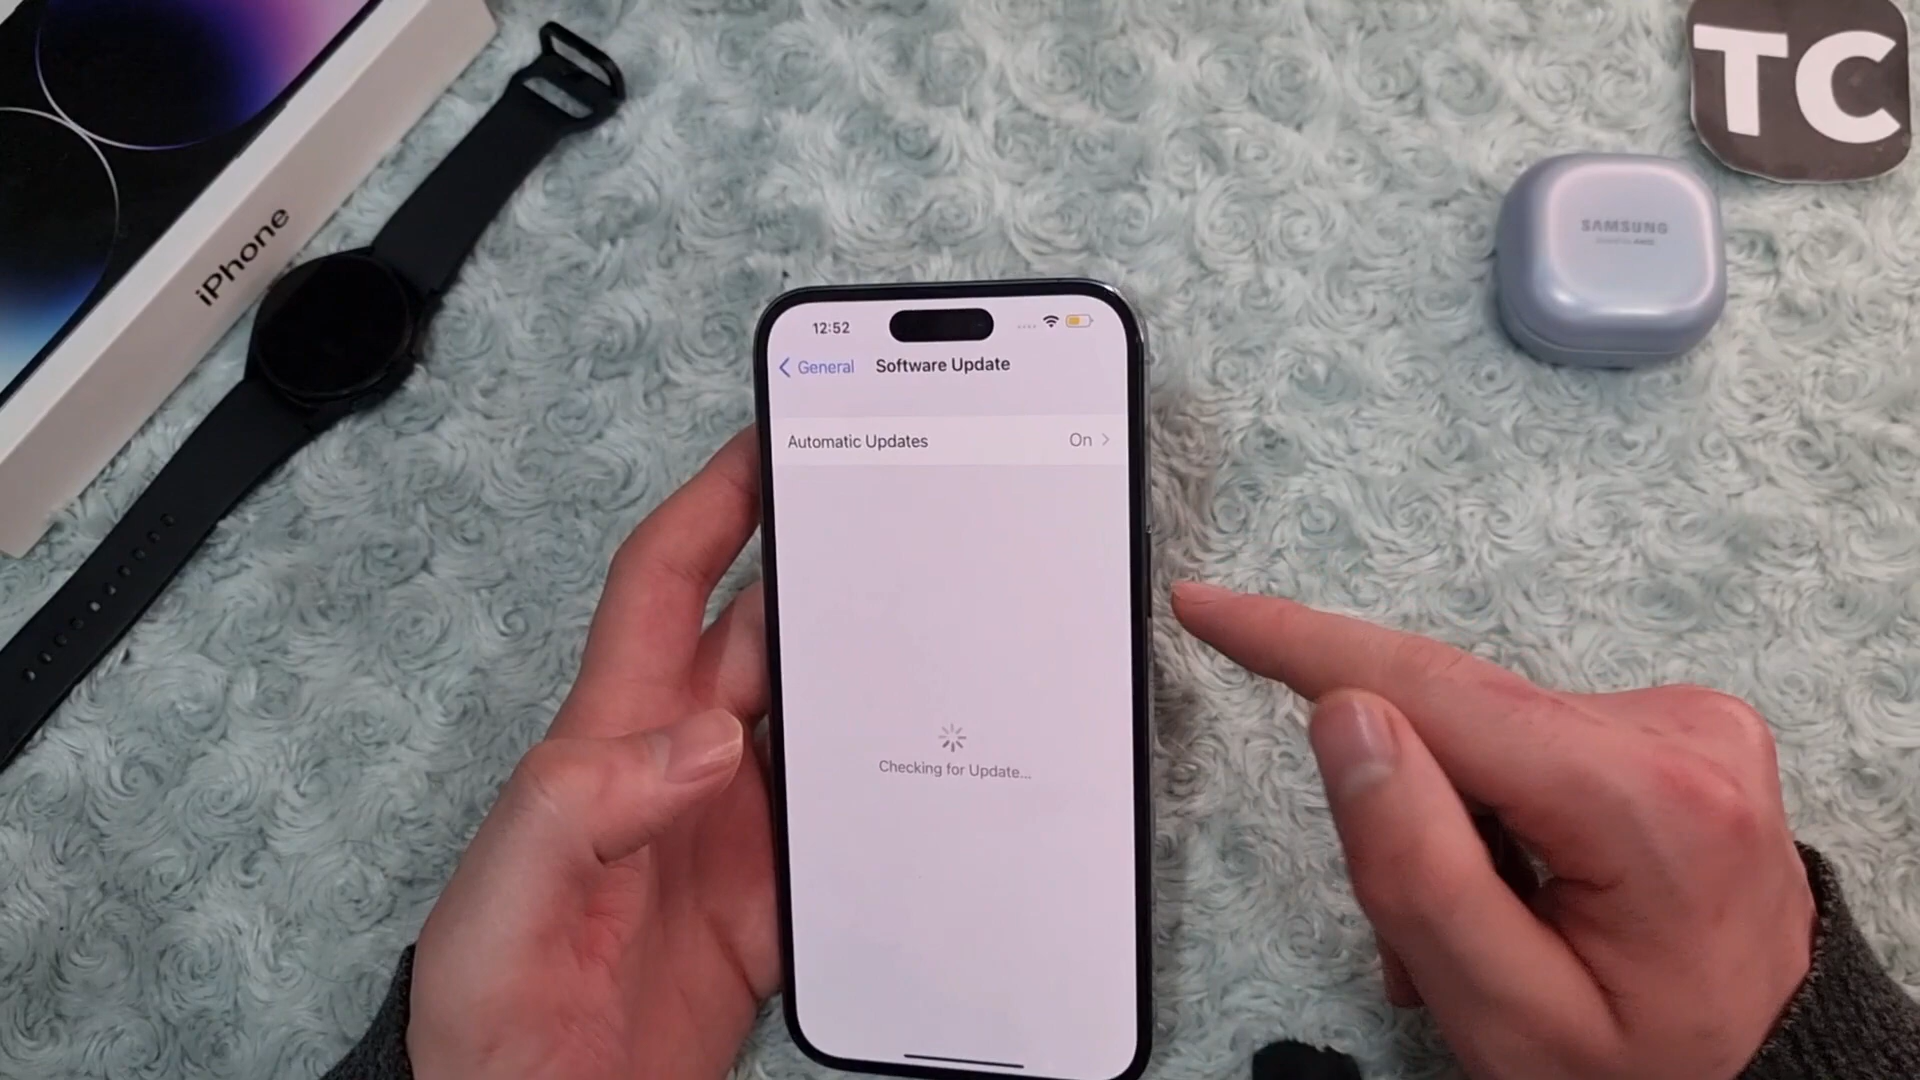 iPhone
TC
SAMSUNG
12:52
General
Software Update
Automatic Updates
On
Checking for Update...